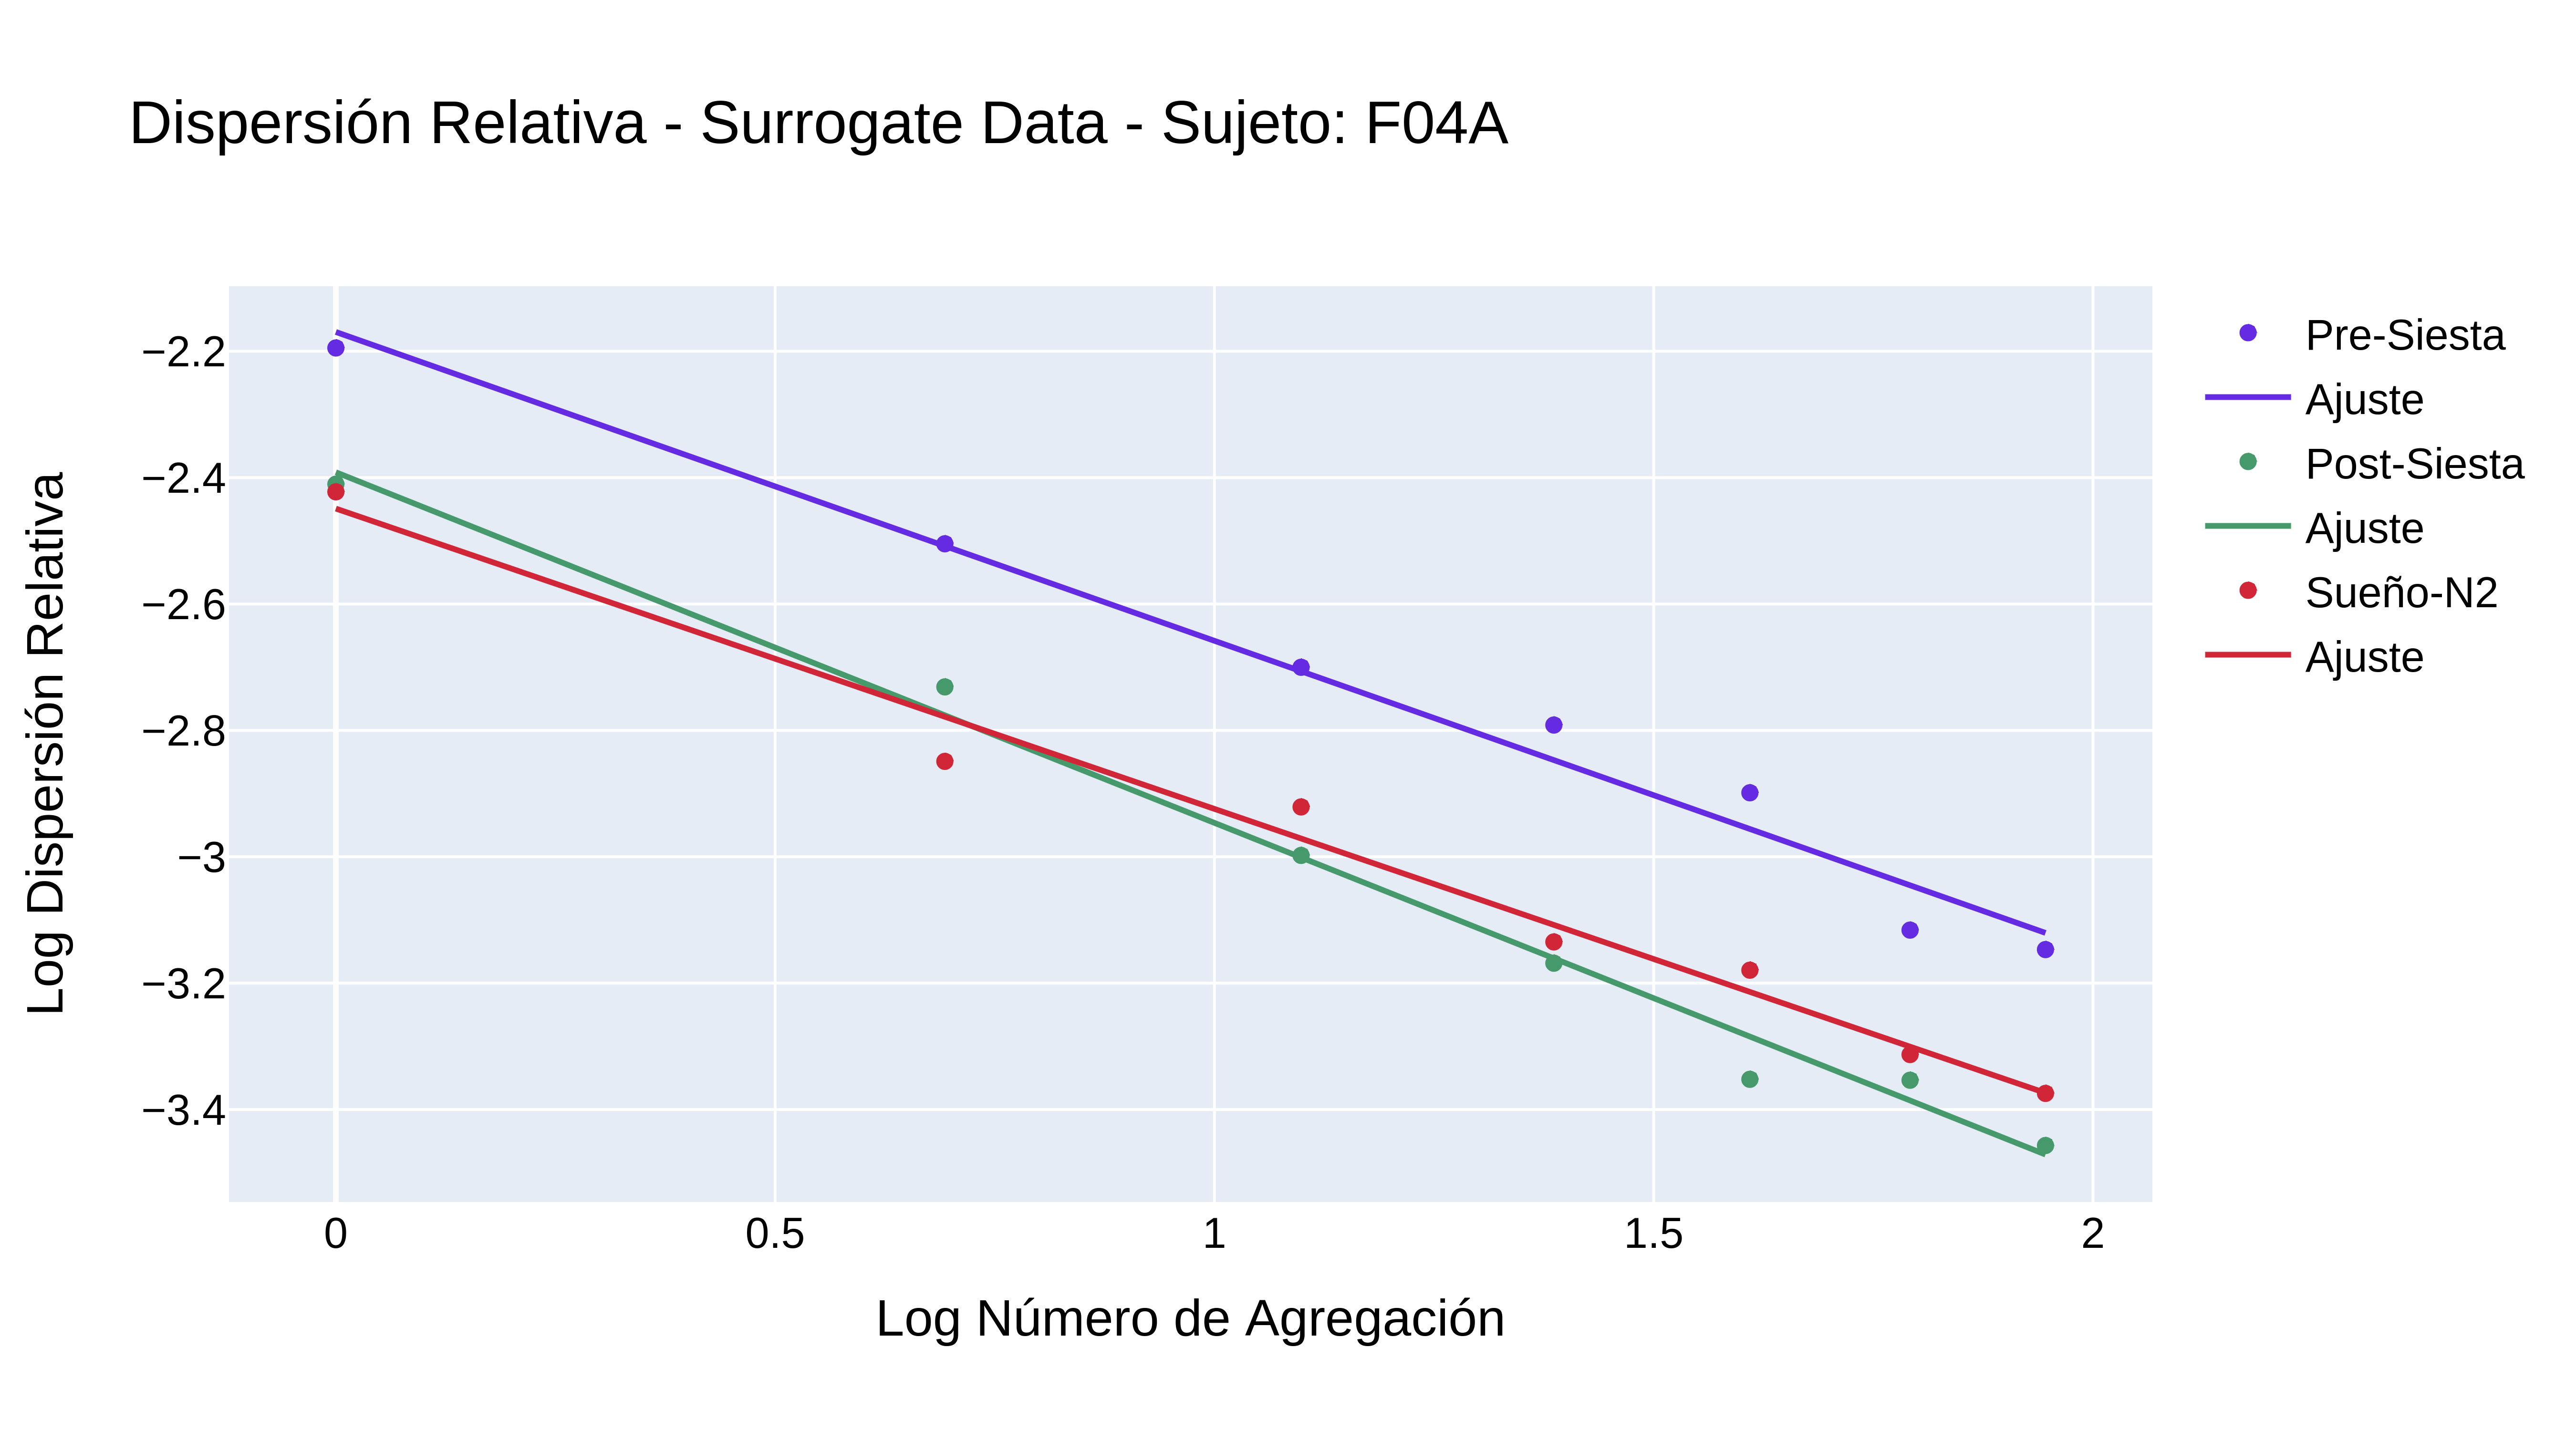 Dispersión Relativa - Surrogate Data - Sujeto: F04A
Log Dispersión Relativa
−2.2
−2.4
−2.6
−2.8
−3
−3.2
−3.4
0
0.5
1
1.5
2
Log Número de Agregación
Pre-Siesta
Ajuste
Post-Siesta
Ajuste
Sueño-N2
Ajuste